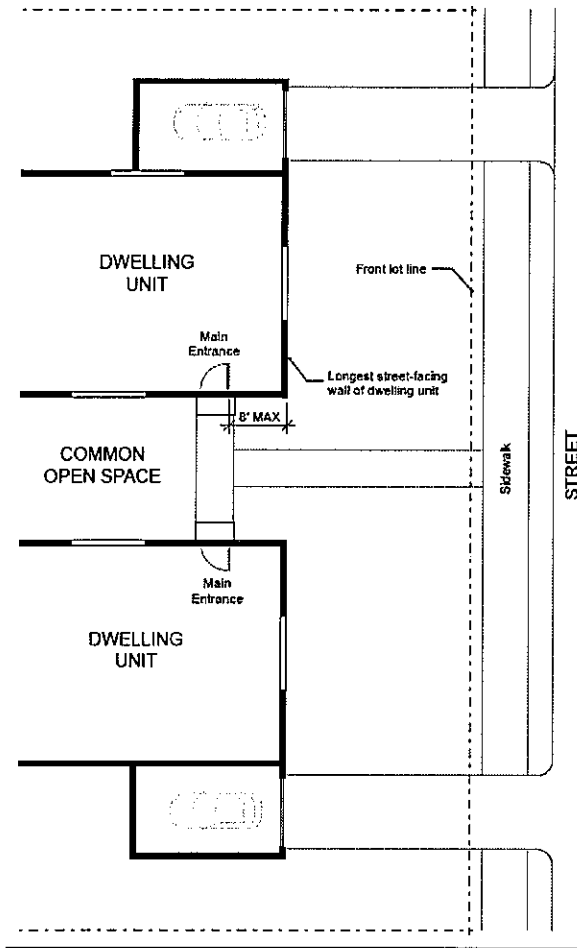 DWELLING
UNIT
Front lot line
Main
Entrance
Longest street-facing
wall of dwelling unit
8' MAX
COMMON
OPEN SPACE
Sidewalk
STREET
Main
Entrance
DWELLING
UNIT